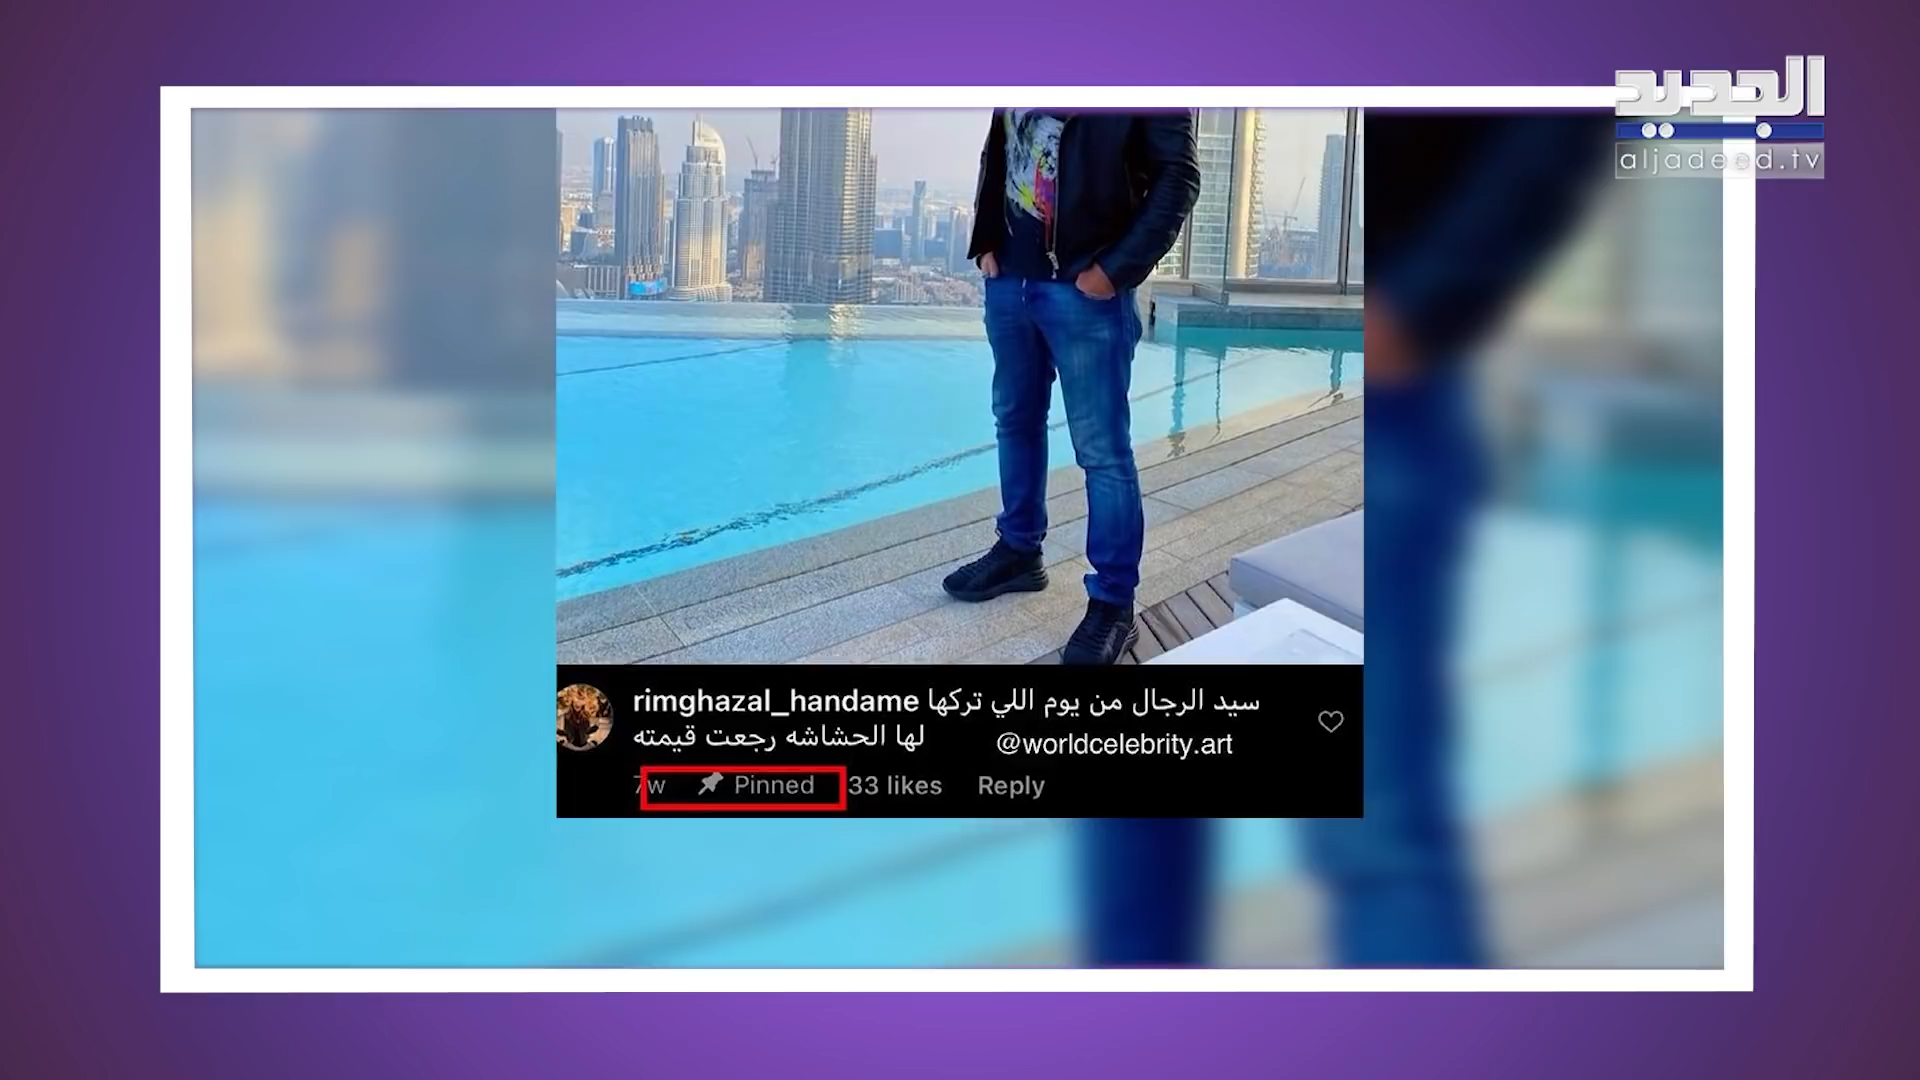 الجديد
aljadeed.tv
rimghazal_handame سيد الرجال من يوم اللي تركها
لها الحشاشه رجعت قيمته @worldcelebrity.art
7w Pinned 33 likes Reply